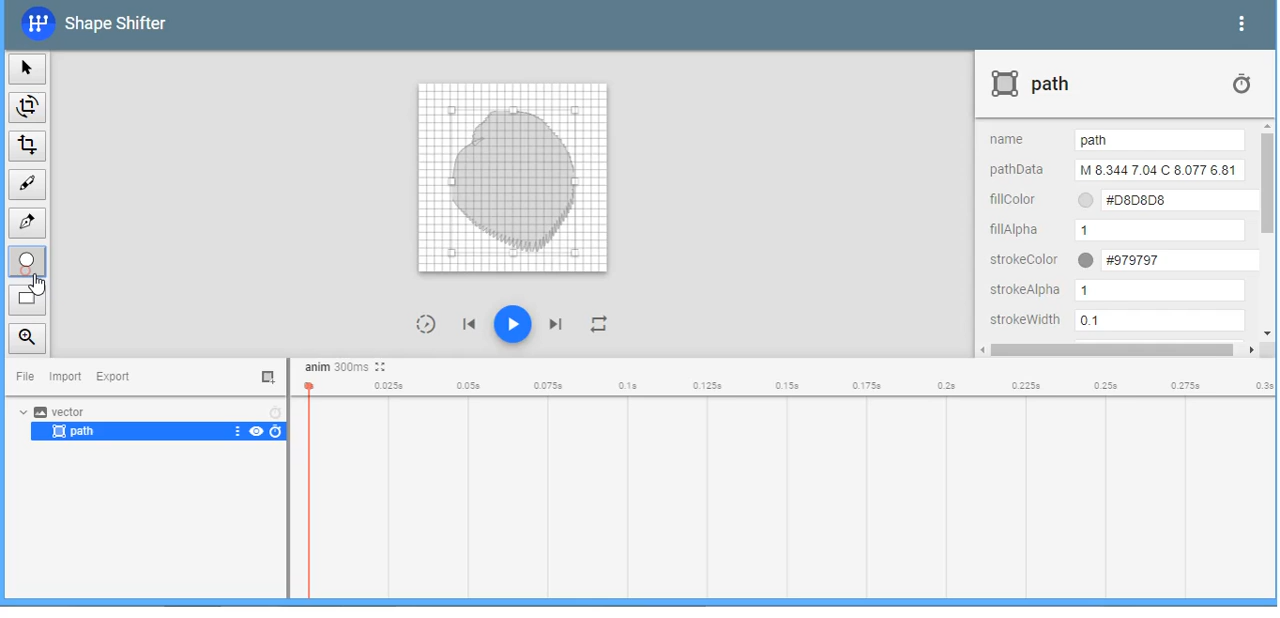 Shape Shifter
path
name path
pathData M 8.344 7.04 C 8.077 6.81
fillColor #D8D8D8
fillAlpha 1
strokeColor #979797
strokeAlpha 1
strokeWidth 0.1
File Import Export
anim 300ms
0.025s 0.05s 0.075s 0.1s 0.125s 0.15s 0.175s 0.2s 0.225s 0.25s 0.275s 0.3s
vector
path